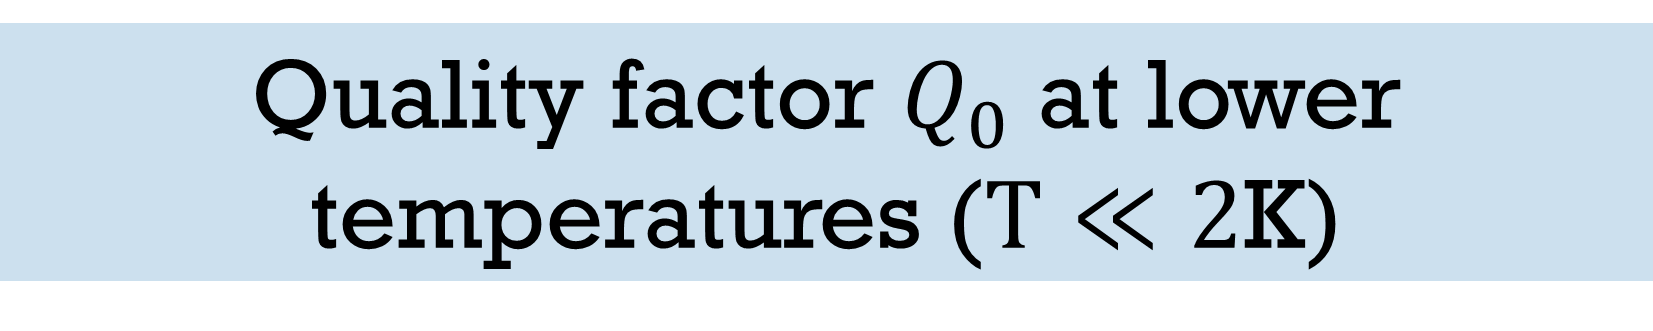 Quality factor Q₀ at lower
temperatures (T ≪ 2K)